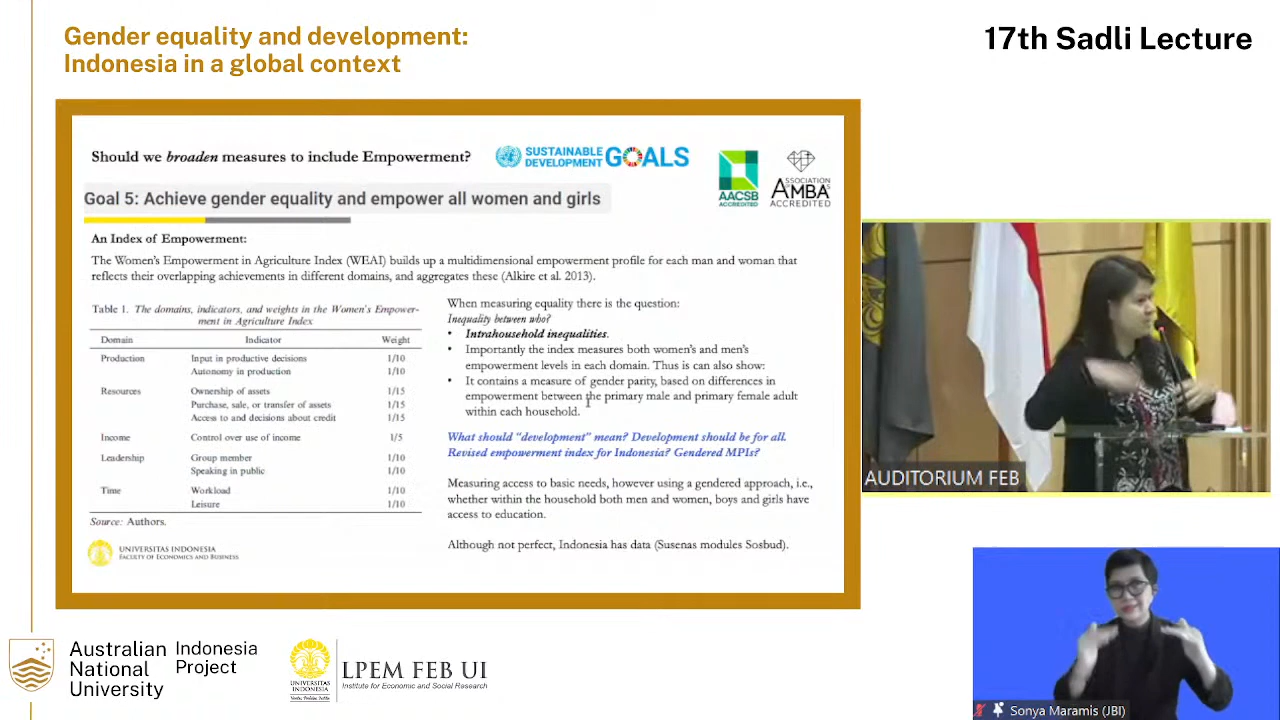 Gender equality and development:
Indonesia in a global context
17th Sadli Lecture
Should we broaden measures to include Empowerment?
SUSTAINABLE
DEVELOPMENT GOALS
AACSB
ACCREDITED
ASSOCIATION
AMBA
ACCREDITED
Goal 5: Achieve gender equality and empower all women and girls
An Index of Empowerment:
The Women's Empowerment in Agriculture Index (WEAI) builds up a multidimensional empowerment profile for each man and woman that
reflects their overlapping achievements in different domains, and aggregates these (Alkire et al. 2013).
Table 1. The domains, indicators, and weights in the Women's Empower-
ment in Agriculture Index
Domain Indicator Weight
Production Input in productive decisions 1/10
Autonomy in production 1/10
Resources Ownership of assets 1/15
Purchase, sale, or transfer of assets 1/15
Access to and decisions about credit 1/15
Income Control over use of income 1/5
Leadership Group member 1/10
Speaking in public 1/10
Time Workload 1/10
Leisure 1/10
Source: Authors.
UNIVERSITAS INDONESIA
FACULTY OF ECONOMICS AND BUSINESS
When measuring equality there is the question:
Inequality between who?
• Intrahousehold inequalities.
• Importantly the index measures both women's and men's
empowerment levels in each domain. Thus is can also show:
• It contains a measure of gender parity, based on differences in
empowerment between the primary male and primary female adult
within each household.
What should "development" mean? Development should be for all.
Revised empowerment index for Indonesia? Gendered MPIs?
Measuring access to basic needs, however using a gendered approach, i.e.,
whether within the household both men and women, boys and girls have
access to education.
Although not perfect, Indonesia has data (Susenas modules Sosbud).
AUDITORIUM FEB
Sonya Maramis (JBI)
Australian
National
University
Indonesia
Project
UNIVERSITAS
INDONESIA
LPEM FEB UI
Institute for Economic and Social Research